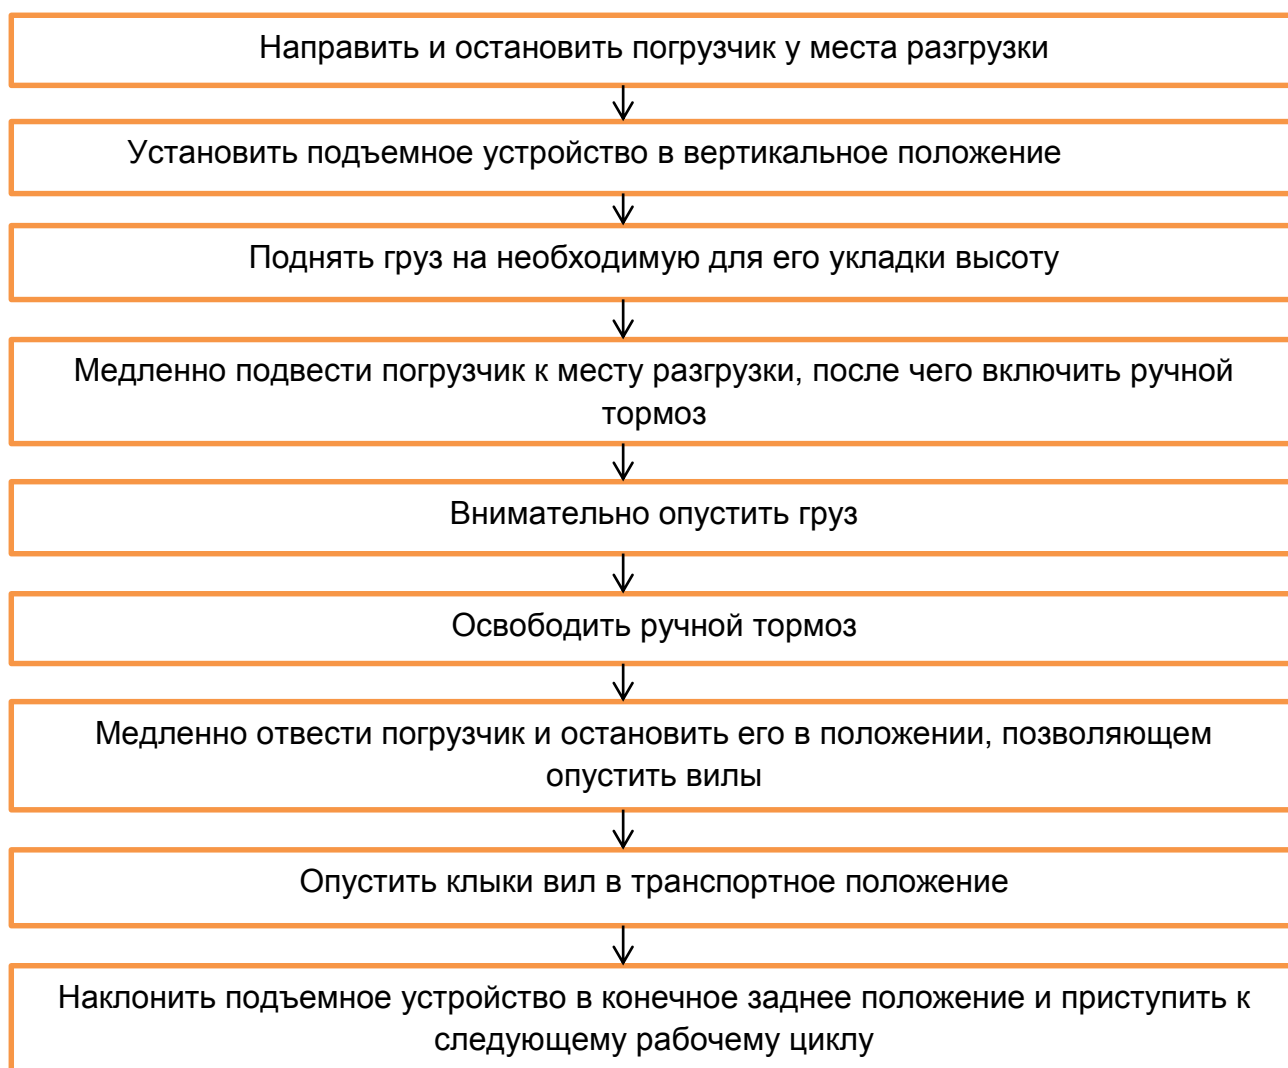 Направить и остановить погрузчик у места разгрузки
Установить подъемное устройство в вертикальное положение
Поднять груз на необходимую для его укладки высоту
Медленно подвести погрузчик к месту разгрузки, после чего включить ручной
тормоз
Внимательно опустить груз
Освободить ручной тормоз
Медленно отвести погрузчик и остановить его в положении, позволяющем
опустить вилы
Опустить клыки вил в транспортное положение
Наклонить подъемное устройство в конечное заднее положение и приступить к
следующему рабочему циклу